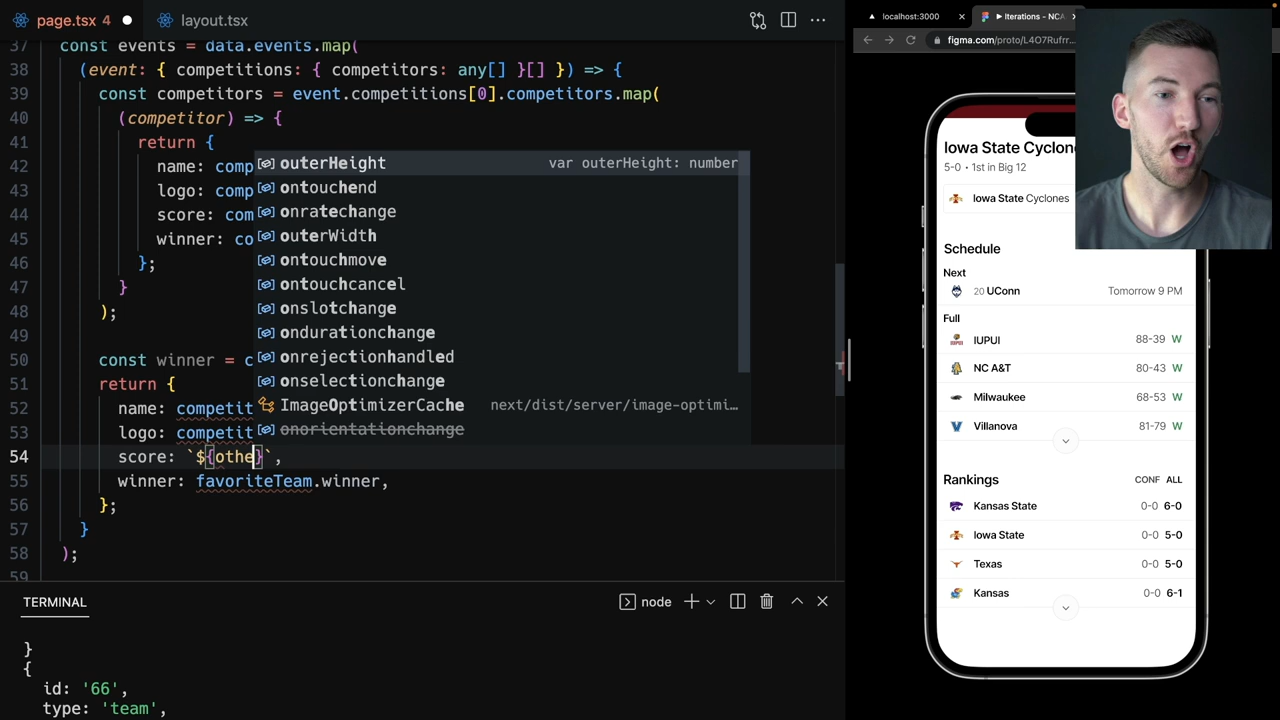 page.tsx 4
layout.tsx
37 const events = data.events.map(
38 (event: { competitions: { competitors: any[] }[] }) => {
39 const competitors = event.competitions[0].competitors.map(
40 (competitor) => {
41 return {
42 name: comp
43 logo: comp
44 score: com
45 winner: co
46 };
47 }
48 );
49
50 const winner = c
51 return {
52 name: competit
53 logo: competit
54 score: `${othe}`,
55 winner: favoriteTeam.winner,
56 };
57 }
58 );
59
outerHeight var outerHeight: number
ontouchend
onratechange
outerWidth
ontouchmove
ontouchcancel
onslotchange
ondurationchange
onrejectionhandled
onselectionchange
ImageOptimizerCache next/dist/server/image-optimi…
onorientationchange
TERMINAL
node
}
{
id: '66',
type: 'team',
localhost:3000
Iterations - NCA
figma.com/proto/L4O7Rufrr...
Iowa State Cyclon
5-0 • 1st in Big 12
Iowa State Cyclones
Schedule
Next
20 UConn Tomorrow 9 PM
Full
IUPUI 88-39 W
NC A&T 80-43 W
Milwaukee 68-53 W
Villanova 81-79 W
Rankings CONF ALL
Kansas State 0-0 6-0
Iowa State 0-0 5-0
Texas 0-0 5-0
Kansas 0-0 6-1